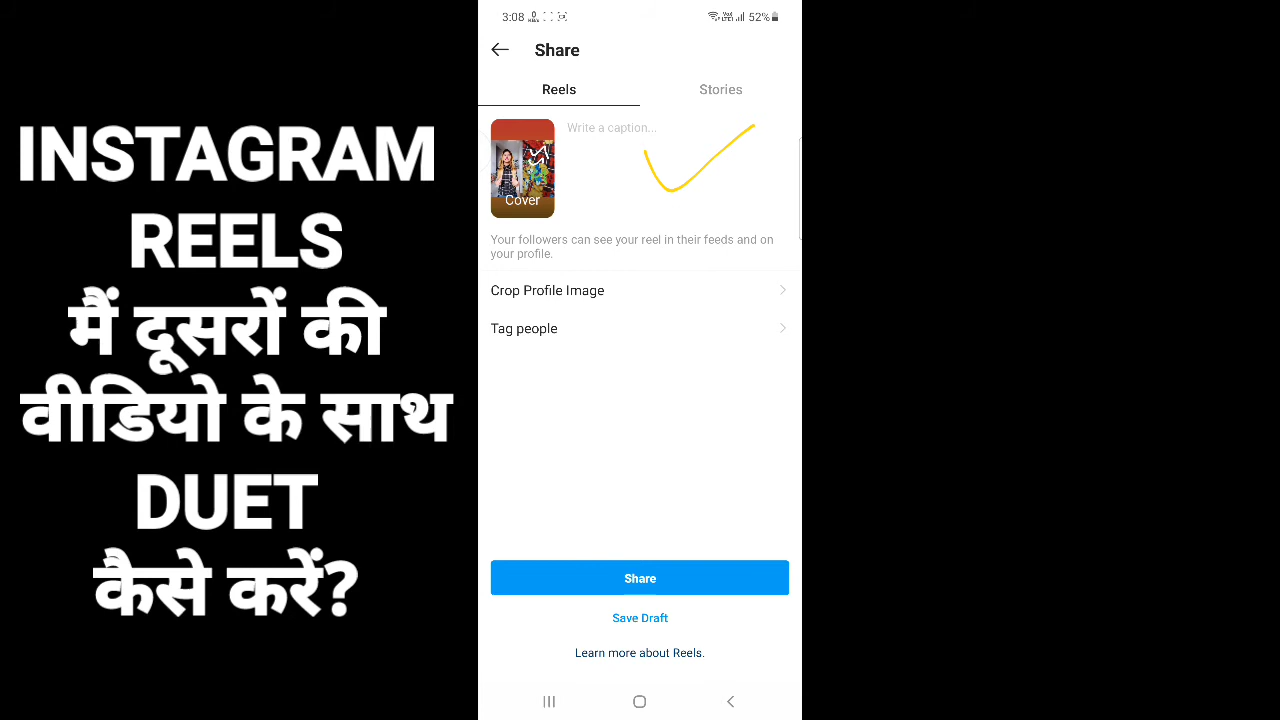 INSTAGRAM
REELS
मैं दूसरों की
वीडियो के साथ
DUET
कैसे करें?
3:08
52%
Share
Reels
Stories
Write a caption...
Cover
Your followers can see your reel in their feeds and on
your profile.
Crop Profile Image
Tag people
Share
Save Draft
Learn more about Reels.